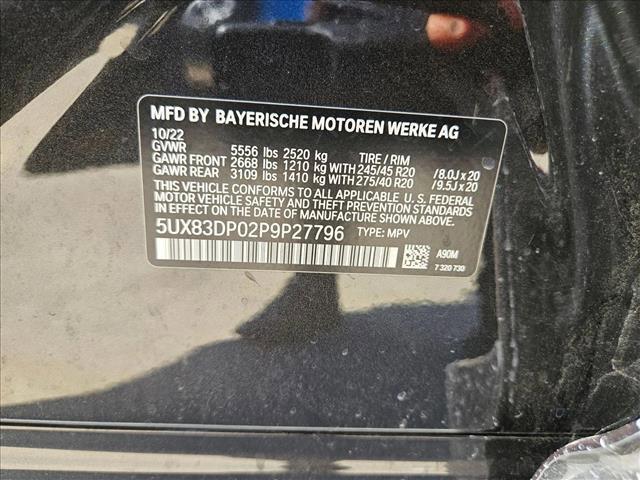 MFD BY BAYERISCHE MOTOREN WERKE AG
10/22
GVWR 5556 lbs 2520 kg TIRE / RIM
GAWR FRONT 2668 lbs 1210 kg WITH 245/45 R20 /8.0J x 20
GAWR REAR 3109 lbs 1410 kg WITH 275/40 R20 /9.5J x 20
THIS VEHICLE CONFORMS TO ALL APPLICABLE U. S. FEDERAL
MOTOR VEHICLE SAFETY AND THEFT PREVENTION STANDARDS
IN EFFECT ON THE DATE OF MANUFACTURE SHOWN ABOVE.
5UX83DP02P9P27796 TYPE: MPV
A90M
7 320 730